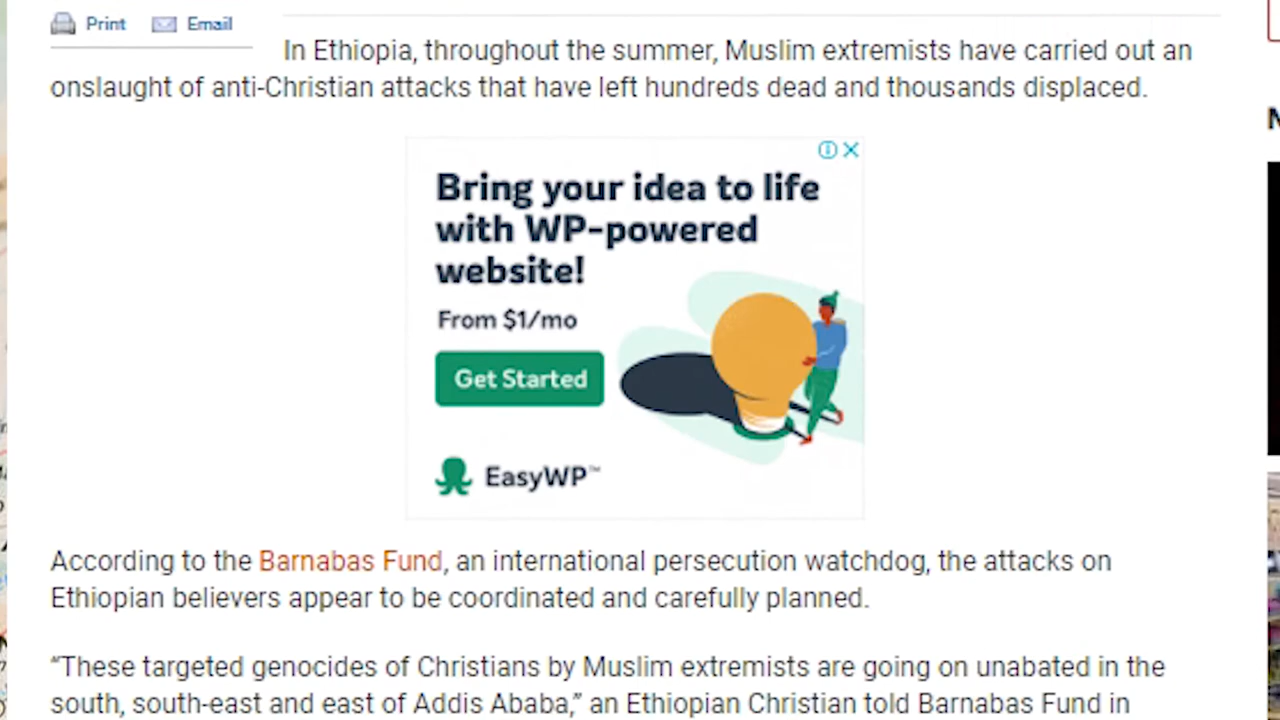 Print Email
In Ethiopia, throughout the summer, Muslim extremists have carried out an
onslaught of anti-Christian attacks that have left hundreds dead and thousands displaced.
Bring your idea to life
with WP-powered
website!
From $1/mo
Get Started
EasyWP™
According to the Barnabas Fund, an international persecution watchdog, the attacks on
Ethiopian believers appear to be coordinated and carefully planned.
“These targeted genocides of Christians by Muslim extremists are going on unabated in the
south, south-east and east of Addis Ababa,” an Ethiopian Christian told Barnabas Fund in